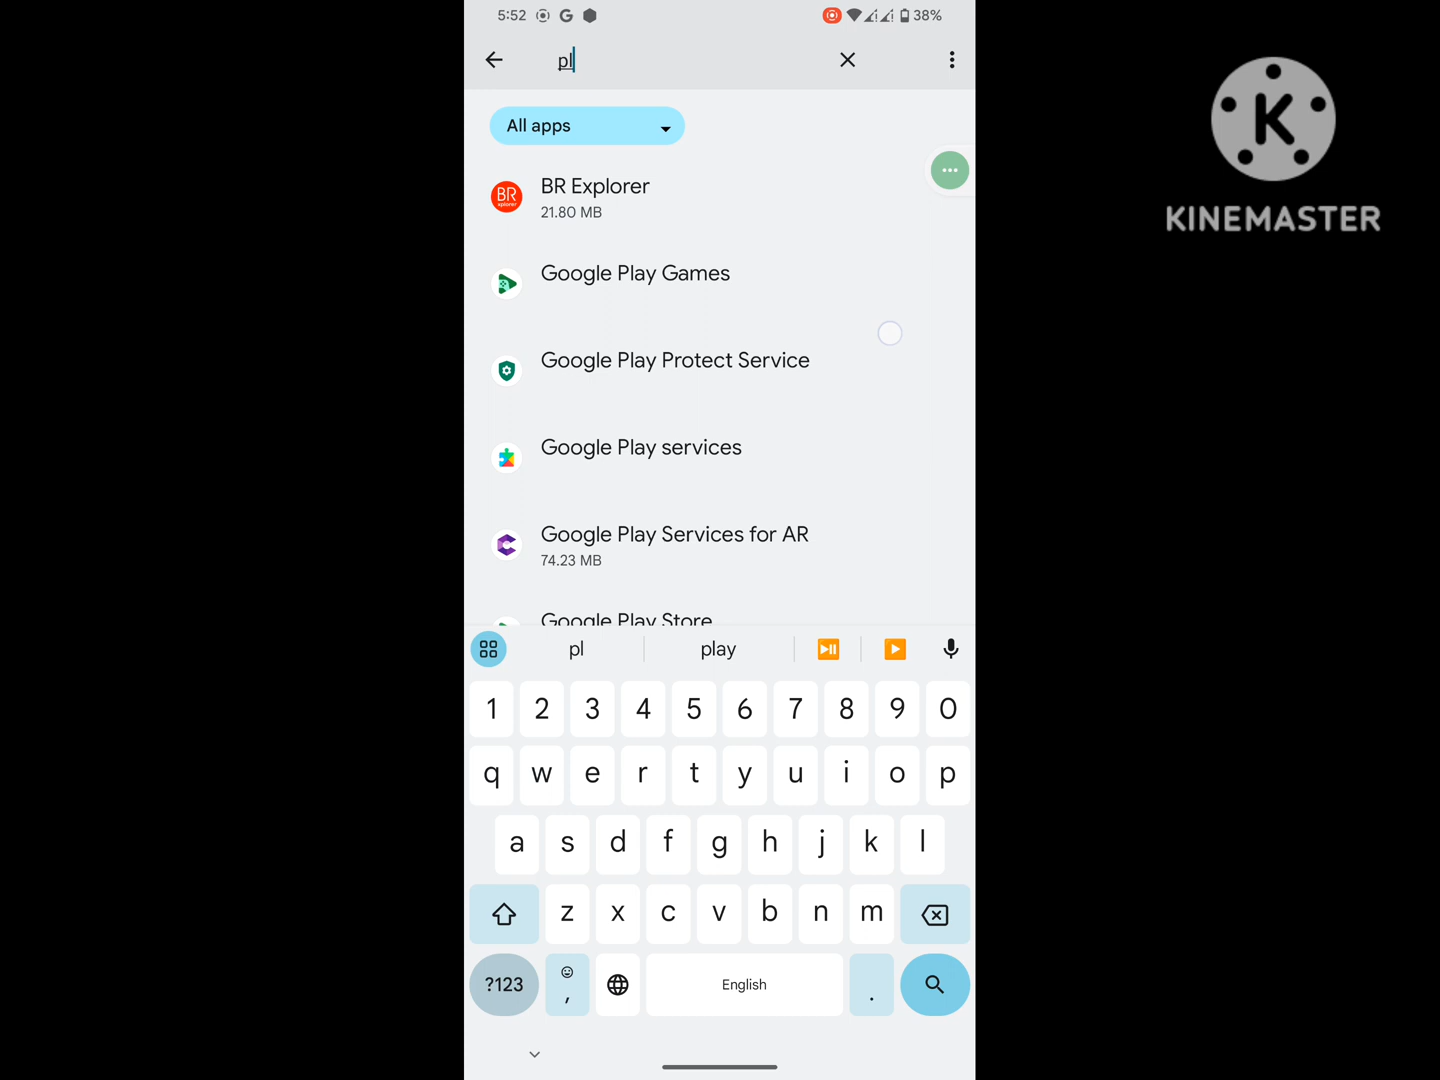 5:52 G 38%
pl
All apps
BR Explorer
21.80 MB
Google Play Games
Google Play Protect Service
Google Play services
Google Play Services for AR
74.23 MB
Google Play Store
pl play
1 2 3 4 5 6 7 8 9 0
q w e r t y u i o p
a s d f g h j k l
z x c v b n m
?123 , English .
K
KINEMASTER